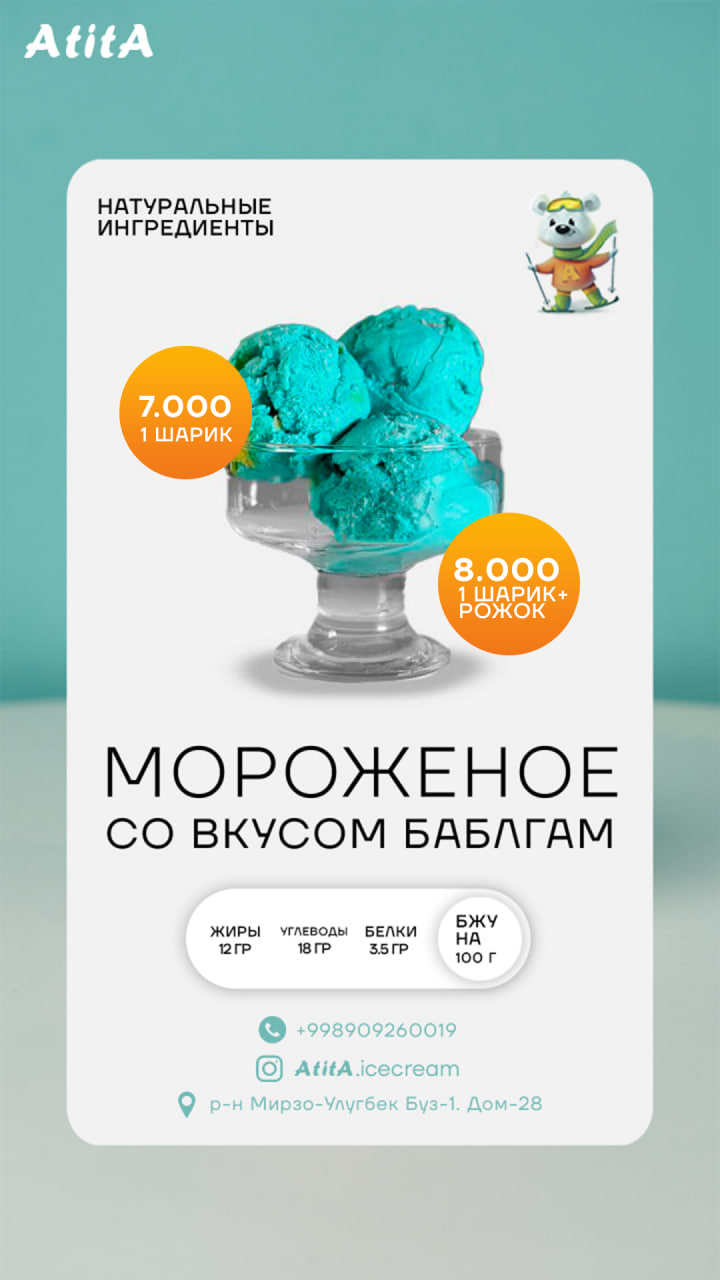 AtitA
НАТУРАЛЬНЫЕ
ИНГРЕДИЕНТЫ
A
7.000
1 ШАРИК
8.000
1 ШАРИК+
РОЖОК
МОРОЖЕНОЕ
СО ВКУСОМ БАБЛГАМ
ЖИРЫ
12 ГР
УГЛЕВОДЫ
18 ГР
БЕЛКИ
3.5 ГР
БЖУ
НА
100 Г
+998909260019
AtitA.icecream
р-н Мирзо-Улугбек Буз-1. Дом-28